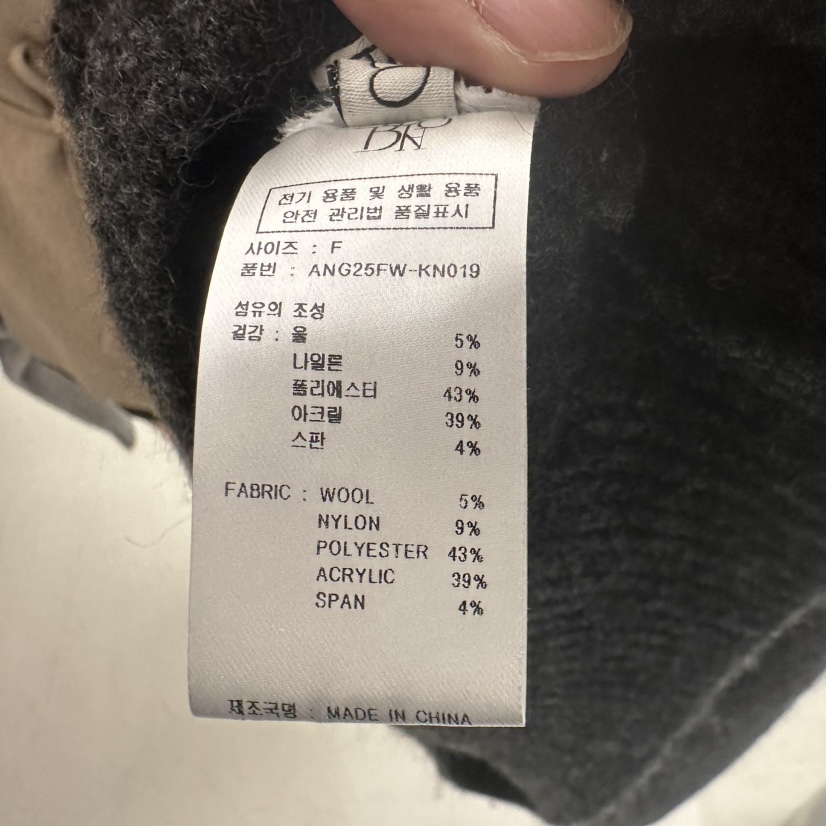 전기 용품 및 생활 용품
안전 관리법 품질표시
사이즈 : F
품번 : ANG25FW-KN019
섬유의 조성
겉감 : 울 5%
나일론 9%
폴리에스터 43%
아크릴 39%
스판 4%
FABRIC : WOOL 5%
NYLON 9%
POLYESTER 43%
ACRYLIC 39%
SPAN 4%
제조국명 : MADE IN CHINA